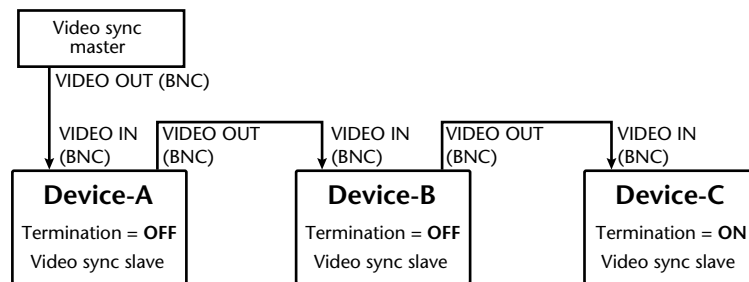 Video sync
master
VIDEO OUT (BNC)
VIDEO IN
(BNC)
VIDEO OUT
(BNC)
VIDEO IN
(BNC)
VIDEO OUT
(BNC)
VIDEO IN
(BNC)
Device-A
Termination = OFF
Video sync slave
Device-B
Termination = OFF
Video sync slave
Device-C
Termination = ON
Video sync slave